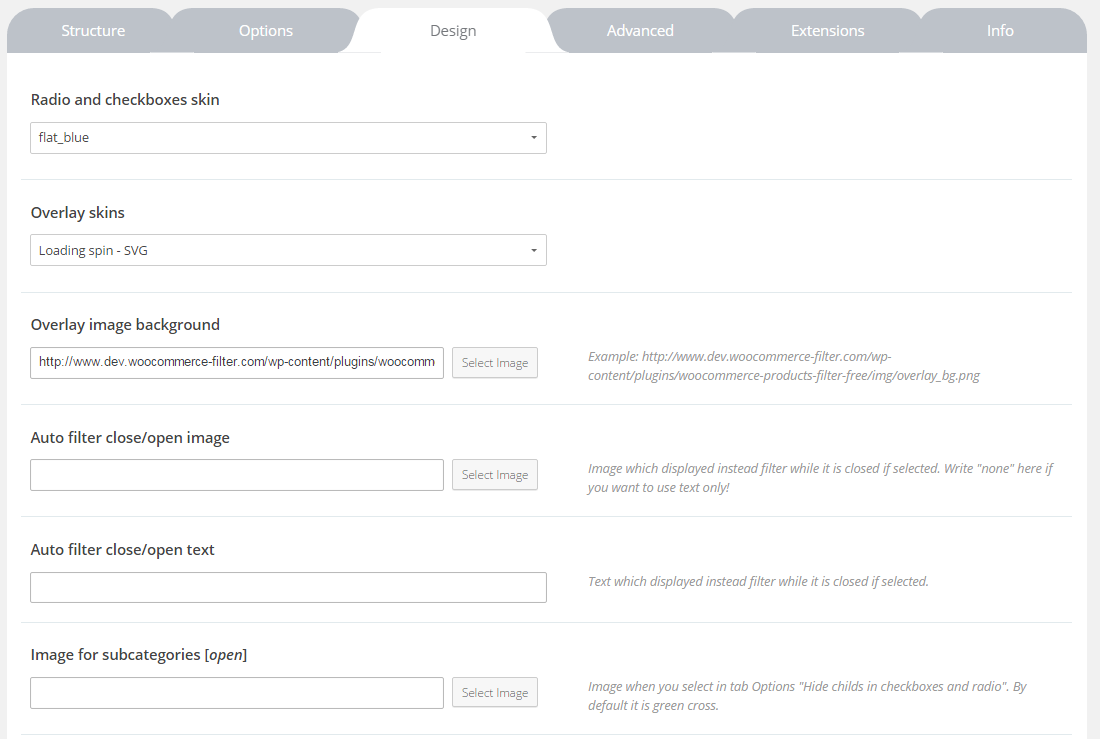 Structure
Options
Design
Advanced
Extensions
Info
Radio and checkboxes skin
flat_blue
Overlay skins
Loading spin - SVG
Overlay image background
http://www.dev.woocommerce-filter.com/wp-content/plugins/woocomm
Select Image
Example: http://www.dev.woocommerce-filter.com/wp-
content/plugins/woocommerce-products-filter-free/img/overlay_bg.png
Auto filter close/open image
Select Image
Image which displayed instead filter while it is closed if selected. Write "none" here if
you want to use text only!
Auto filter close/open text
Text which displayed instead filter while it is closed if selected.
Image for subcategories [open]
Select Image
Image when you select in tab Options "Hide childs in checkboxes and radio". By
default it is green cross.